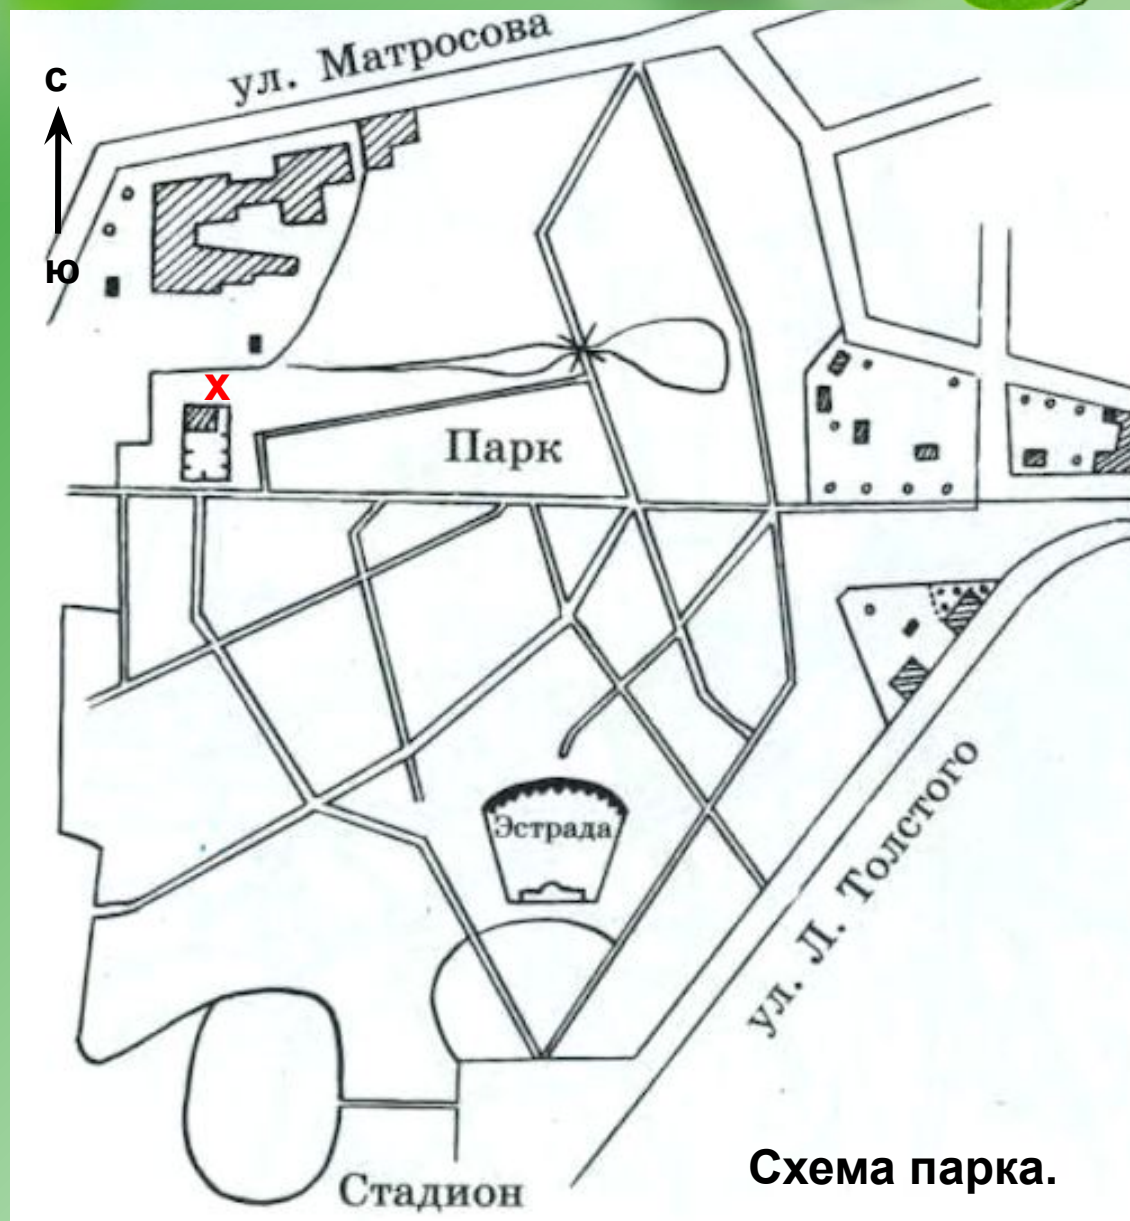 ул. Матросова
с
ю
х
Парк
Эстрада
ул. Л. Толстого
Стадион
Схема парка.